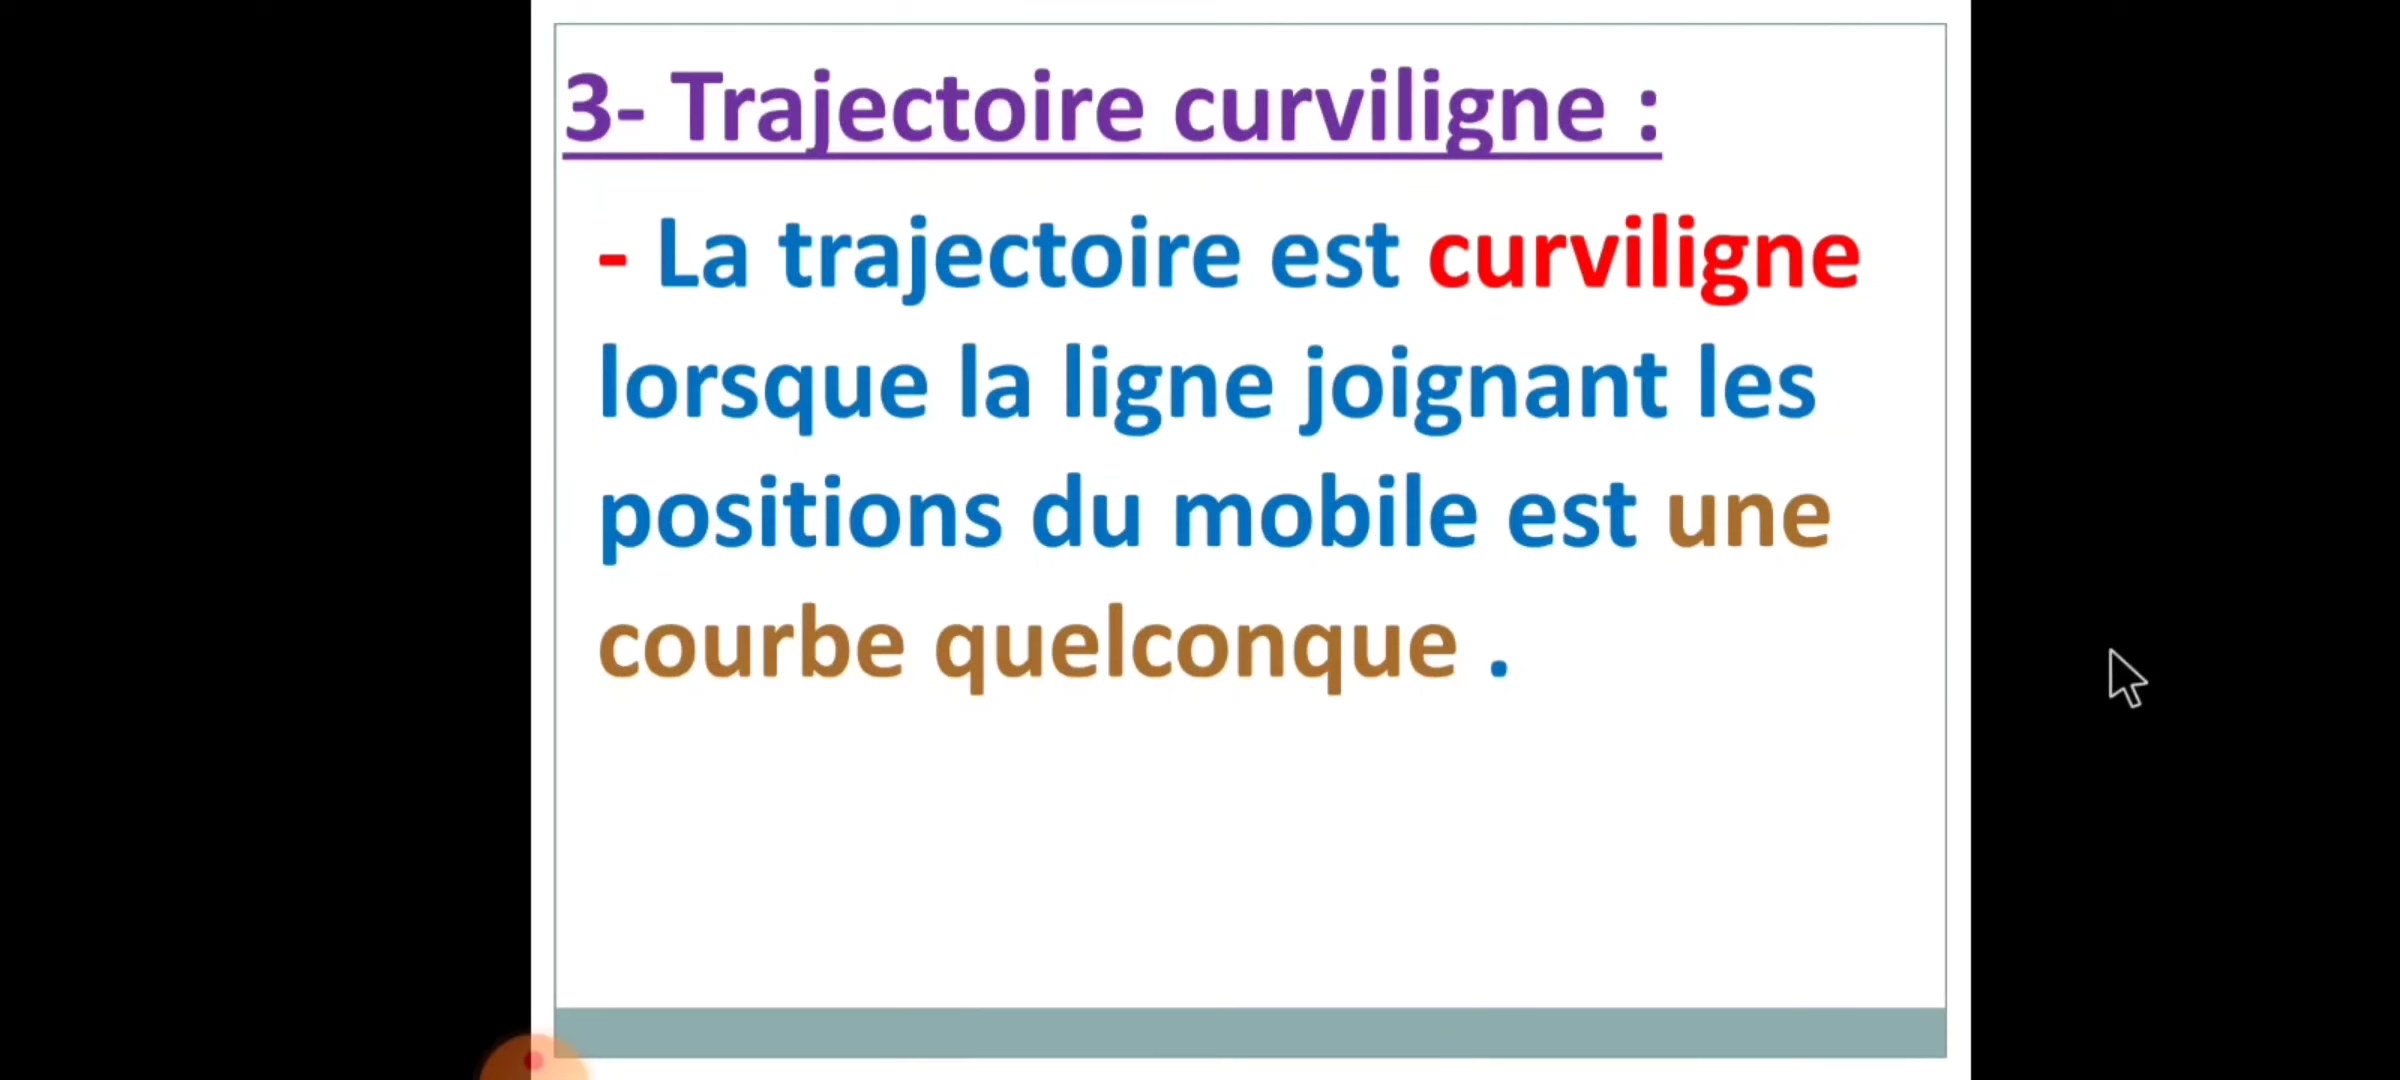 3- Trajectoire curviligne :
- La trajectoire est curviligne
lorsque la ligne joignant les
positions du mobile est une
courbe quelconque .